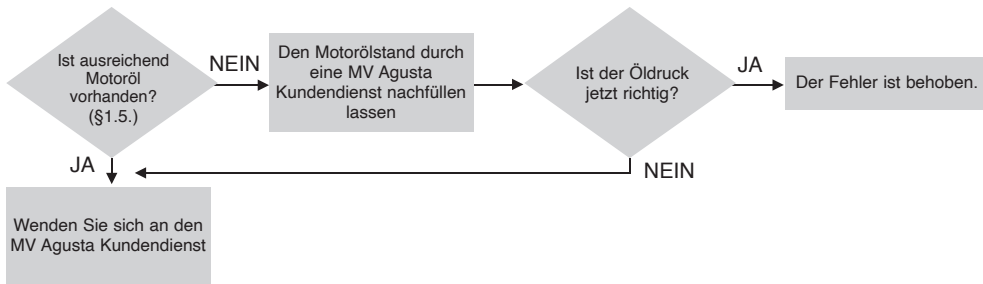 Ist ausreichend
Motoröl
vorhanden?
(§1.5.)
NEIN
Den Motorölstand durch
eine MV Agusta
Kundendienst nachfüllen
lassen
Ist der Öldruck
jetzt richtig?
JA
Der Fehler ist behoben.
JA
NEIN
Wenden Sie sich an den
MV Agusta Kundendienst